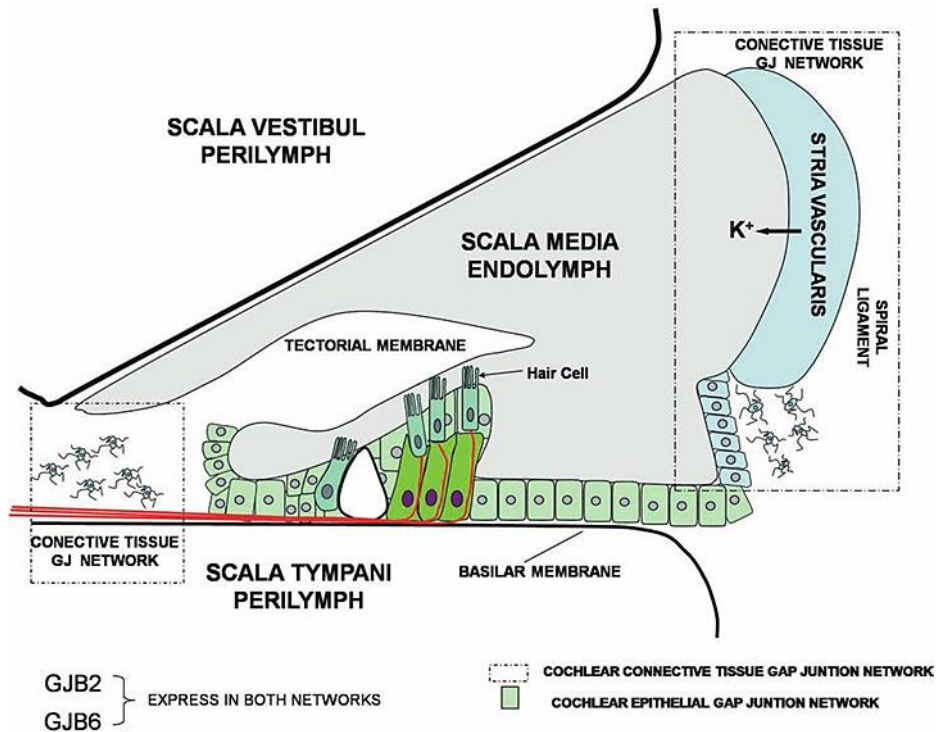 CONECTIVE TISSUE
GJ NETWORK
SCALA VESTIBUL
PERILYMPH
STRIA VASCULARIS
K+
SCALA MEDIA
ENDOLYMPH
SPIRAL
LIGAMENT
TECTORIAL MEMBRANE
Hair Cell
CONECTIVE TISSUE
GJ NETWORK
SCALA TYMPANI
PERILYMPH
BASILAR MEMBRANE
GJB2
EXPRESS IN BOTH NETWORKS
GJB6
COCHLEAR CONNECTIVE TISSUE GAP JUNTION NETWORK
COCHLEAR EPITHELIAL GAP JUNTION NETWORK